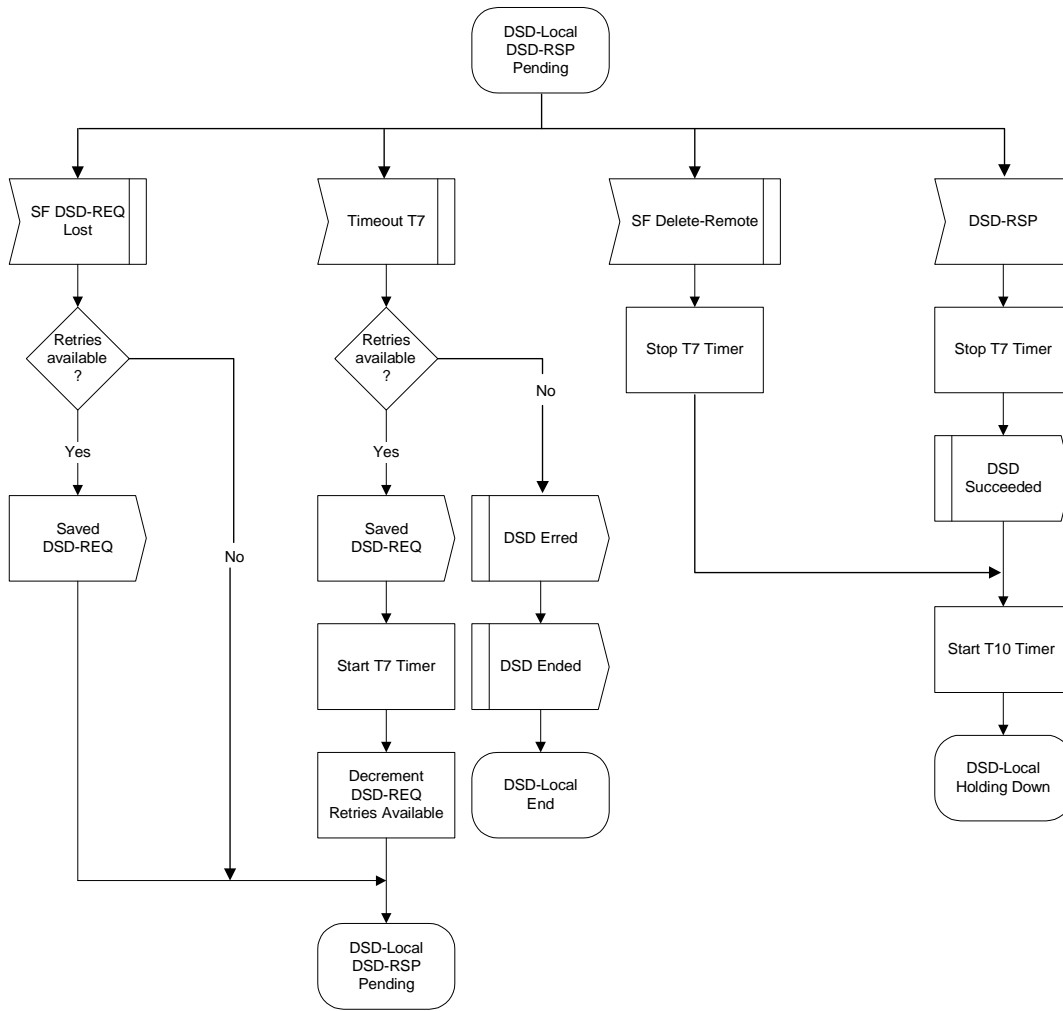 DSD-Local
DSD-RSP
Pending
SF DSD-REQ
Lost
Timeout T7
SF Delete-Remote
DSD-RSP
Retries
available
?
Retries
available
?
Stop T7 Timer
Stop T7 Timer
No
Yes
Yes
DSD
Succeeded
Saved
DSD-REQ
No
Saved
DSD-REQ
DSD Erred
Start T7 Timer
DSD Ended
Start T10 Timer
Decrement
DSD-REQ
Retries Available
DSD-Local
End
DSD-Local
Holding Down
DSD-Local
DSD-RSP
Pending